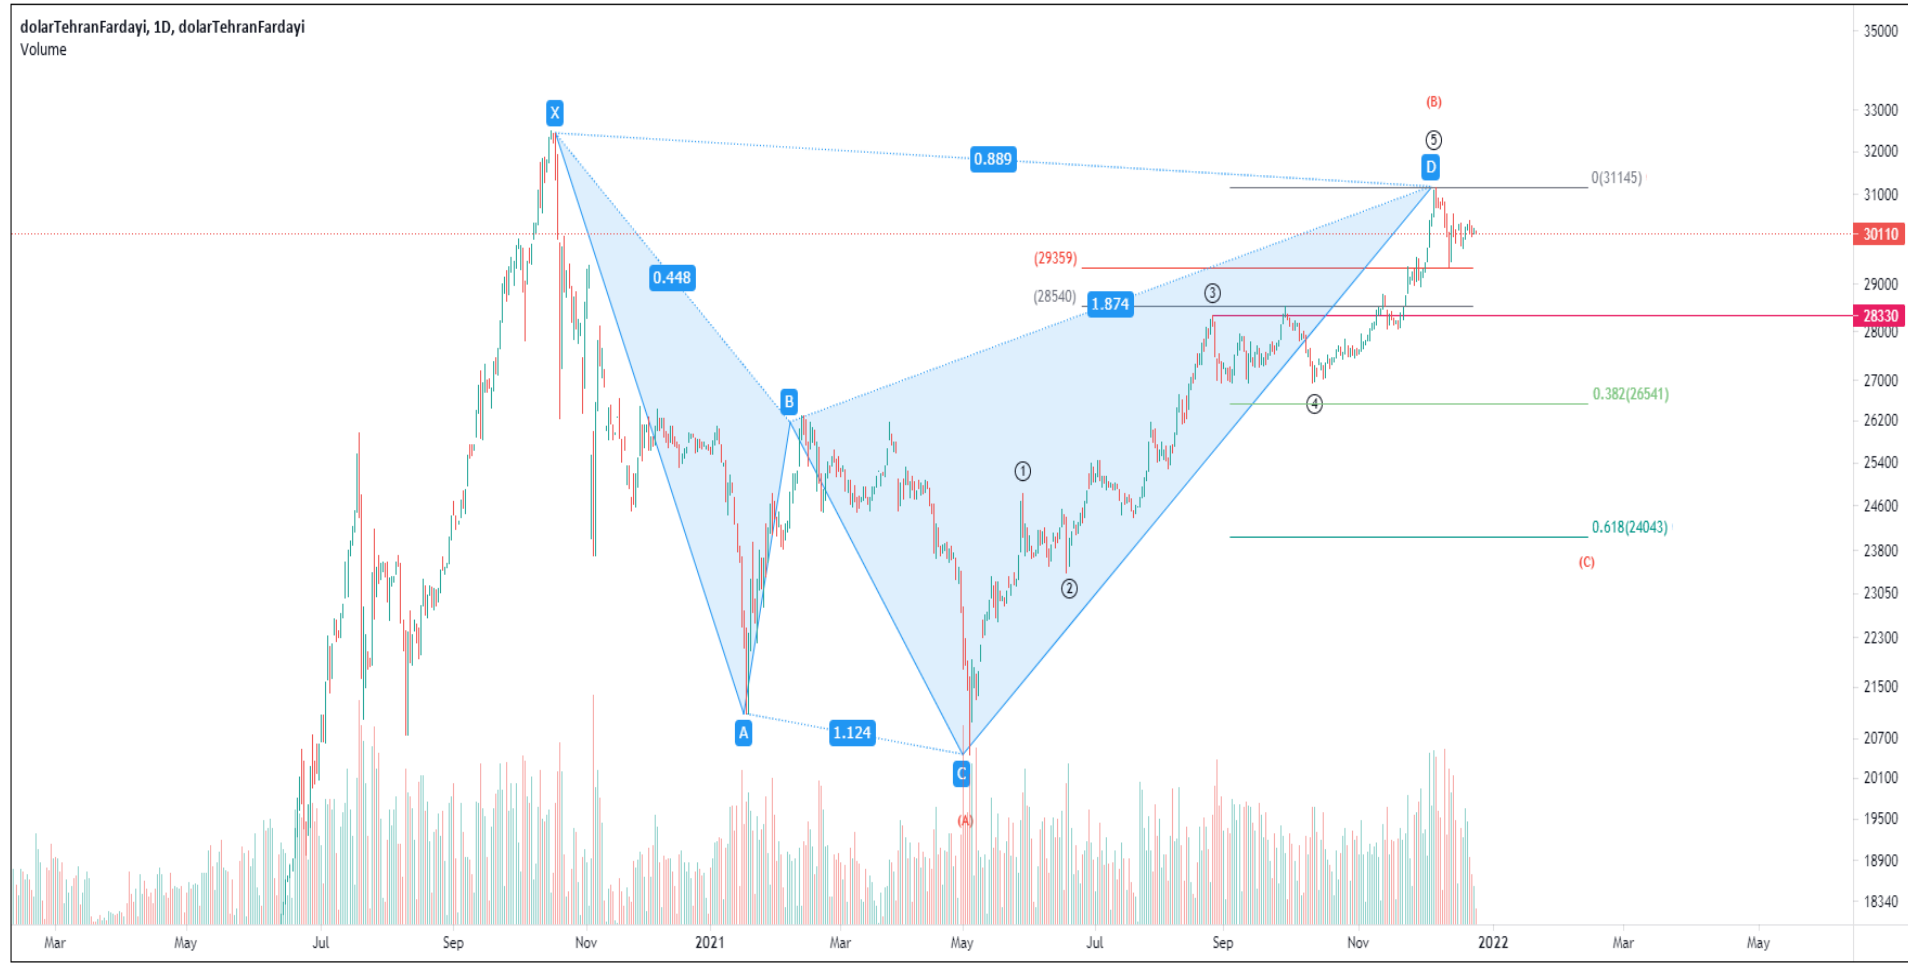 dolarTehranFardayi, 1D, dolarTehranFardayi
Volume
35000
33000
32000
31000
30110
29000
28330
28000
27000
26200
25400
24600
23800
23050
22300
21500
20700
20100
19500
18900
18340
X
(B)
5
D
0.889
0(31145)
(29359)
0.448
(28540)
1.874
3
B
0.382(26541)
4
1
0.618(24043)
(C)
2
A
1.124
C
(A)
Mar
May
Jul
Sep
Nov
2021
Mar
May
Jul
Sep
Nov
2022
Mar
May